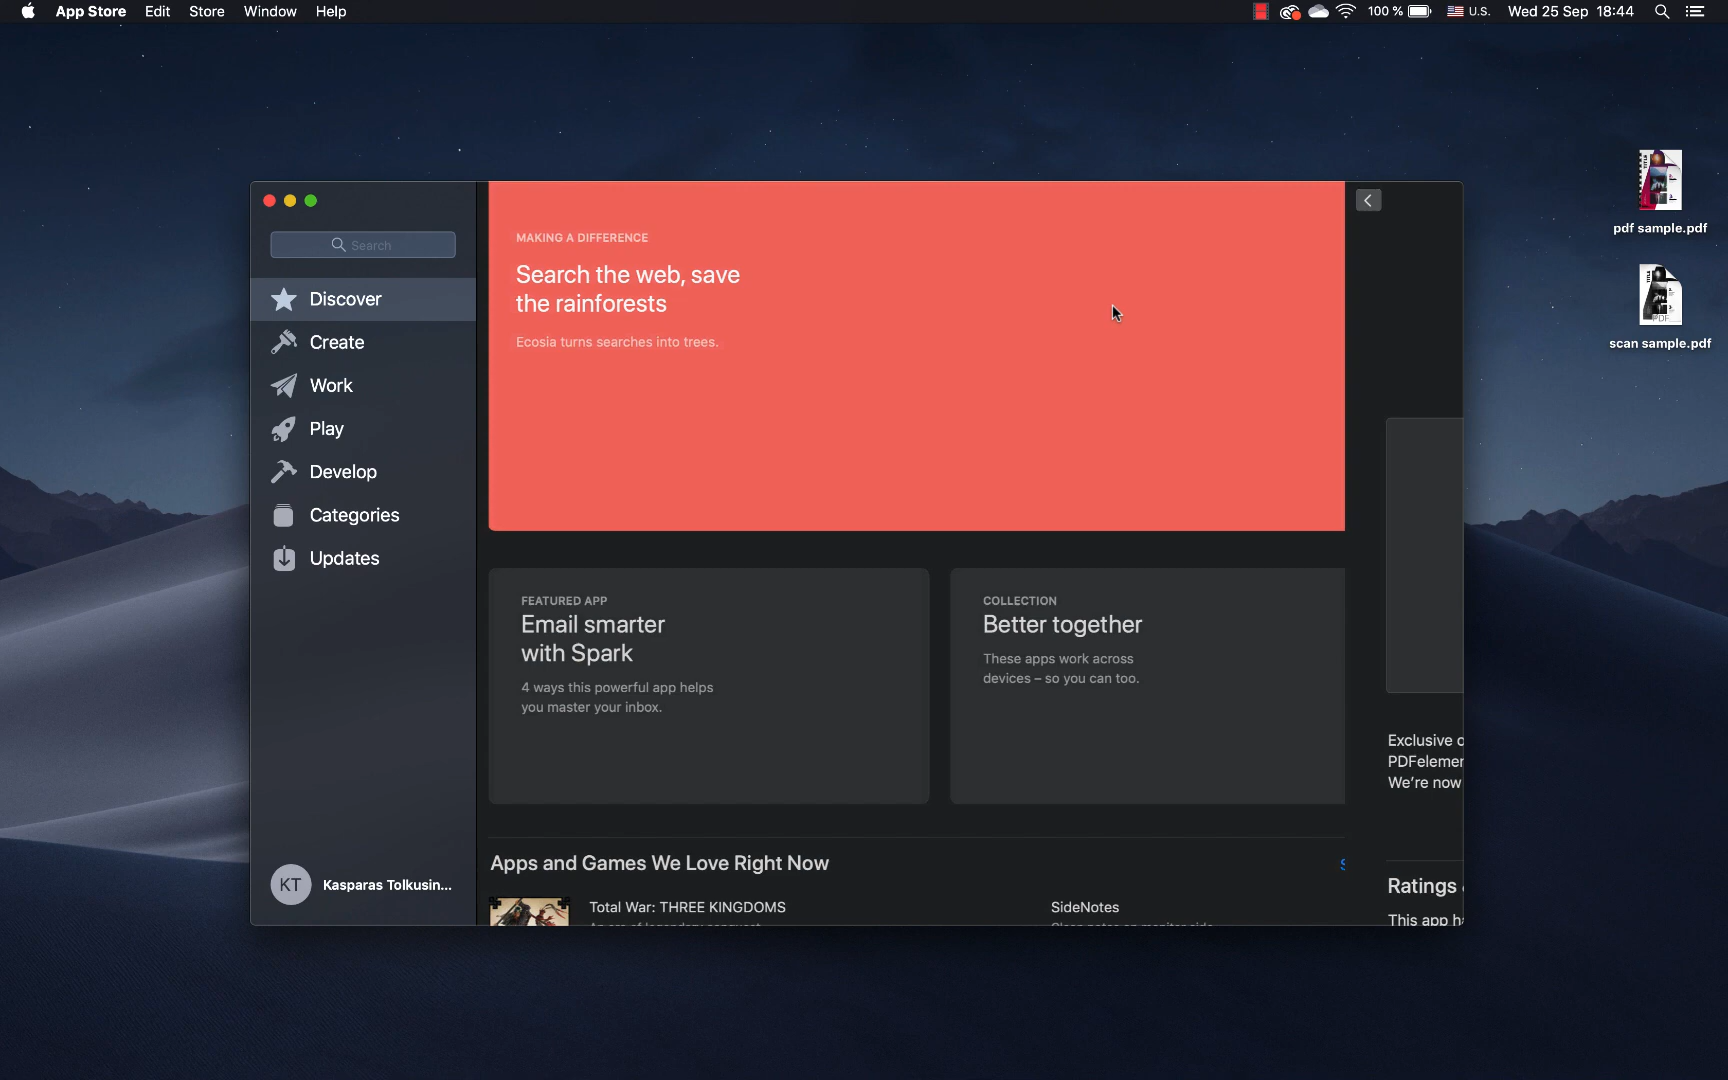 App Store Edit Store Window Help
100 % U.S. Wed 25 Sep 18:44
pdf sample.pdf
scan sample.pdf
Search
Discover
Create
Work
Play
Develop
Categories
Updates
KT Kasparas Tolkusin...
MAKING A DIFFERENCE
Search the web, save
the rainforests
Ecosia turns searches into trees.
FEATURED APP
Email smarter
with Spark
4 ways this powerful app helps
you master your inbox.
COLLECTION
Better together
These apps work across
devices – so you can too.
Apps and Games We Love Right Now
Total War: THREE KINGDOMS
SideNotes
Exclusive
PDFelemen
We're now
Ratings
This app